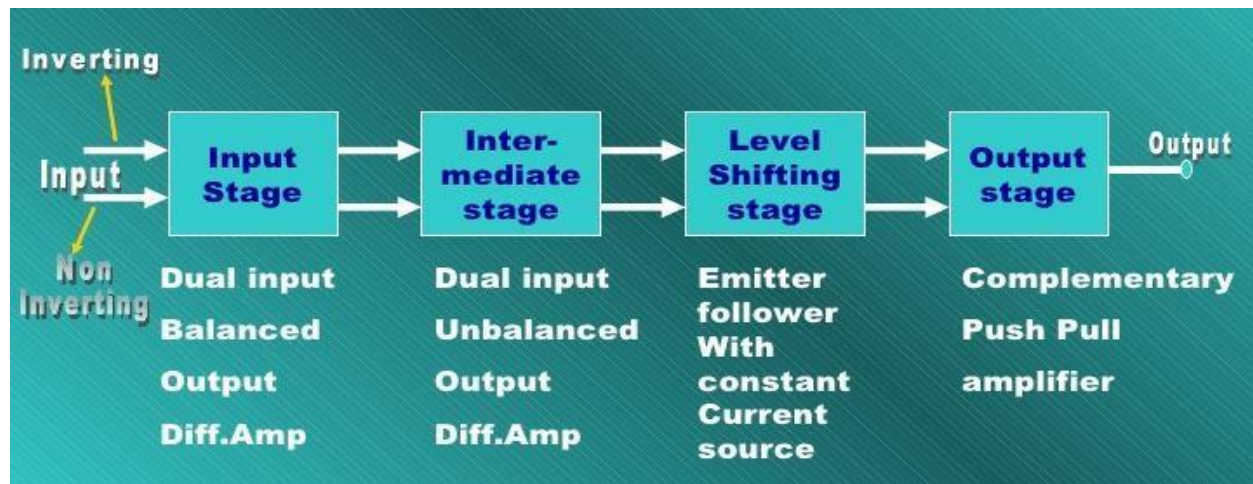 Inverting
Input
Non
Inverting
Input
Stage
Inter-
mediate
stage
Level
Shifting
stage
Output
stage
Output
Dual input
Balanced
Output
Diff.Amp
Dual input
Unbalanced
Output
Diff.Amp
Emitter
follower
With
constant
Current
source
Complementary
Push Pull
amplifier